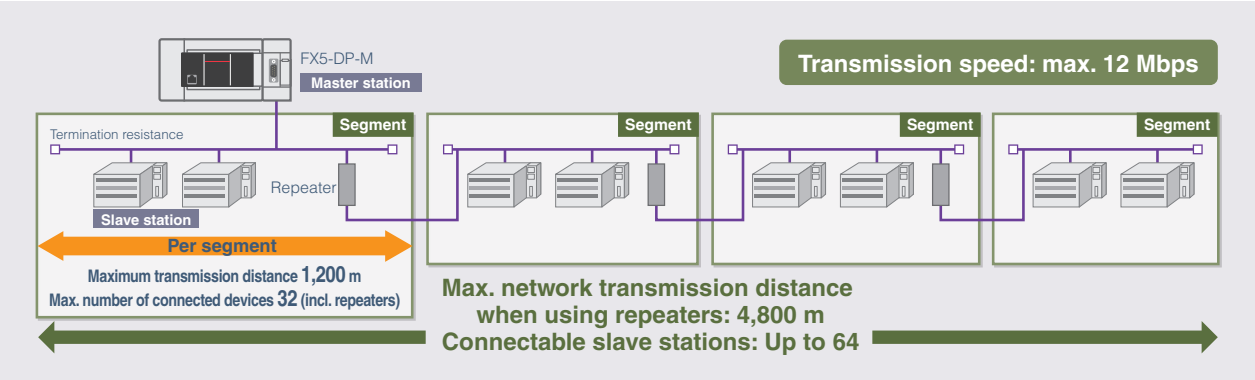 FX5-DP-M
Master station
Transmission speed: max. 12 Mbps
Segment
Segment
Segment
Segment
Termination resistance
Repeater
Slave station
Per segment
Maximum transmission distance 1,200 m
Max. number of connected devices 32 (incl. repeaters)
Max. network transmission distance
when using repeaters: 4,800 m
Connectable slave stations: Up to 64